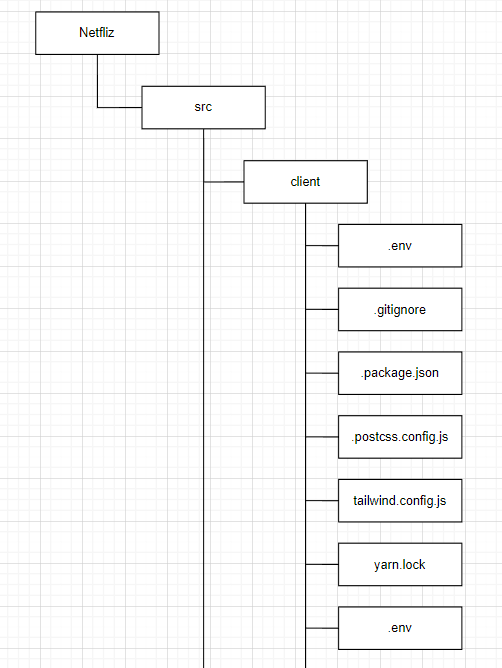 Netfliz
src
client
.env
.gitignore
.package.json
.postcss.config.js
tailwind.config.js
yarn.lock
.env